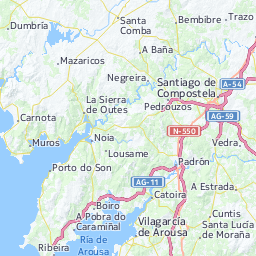 Dumbría
Santa
Comba
Bembibre
Trazo
A Baña
Mazaricos
Negreira
Santiago de
Compostela
A-54
La Sierra
de Outes
Pedrouzos
AG-59
Carnota
N-550
Noia
Muros
Vedra
Lousame
Padrón
Porto do Son
AG-11
A Estrada
Catoira
Boiro
A Pobra do
Caramiñal
Vilagarcía
de Arousa
Cuntis
Santa Lucía
de Moraña
Ría de
Arousa
Ribeira